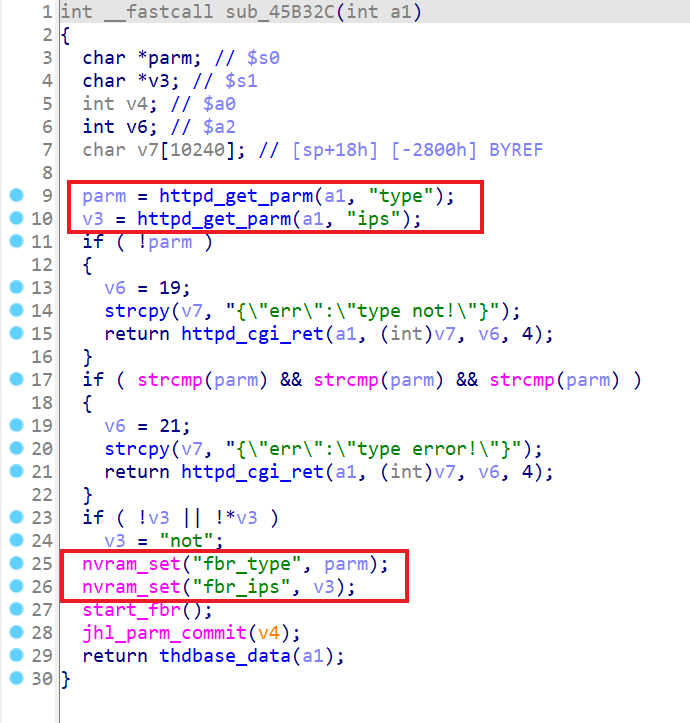 1 int __fastcall sub_45B32C(int a1)
2 {
3 char *parm; // $s0
4 char *v3; // $s1
5 int v4; // $a0
6 int v6; // $a2
7 char v7[10240]; // [sp+18h] [-2800h] BYREF
8
9 parm = httpd_get_parm(a1, "type");
10 v3 = httpd_get_parm(a1, "ips");
11 if ( !parm )
12 {
13 v6 = 19;
14 strcpy(v7, "{\"err\":\"type not!\"}");
15 return httpd_cgi_ret(a1, (int)v7, v6, 4);
16 }
17 if ( strcmp(parm) && strcmp(parm) && strcmp(parm) )
18 {
19 v6 = 21;
20 strcpy(v7, "{\"err\":\"type error!\"}");
21 return httpd_cgi_ret(a1, (int)v7, v6, 4);
22 }
23 if ( !v3 || !*v3 )
24 v3 = "not";
25 nvram_set("fbr_type", parm);
26 nvram_set("fbr_ips", v3);
27 start_fbr();
28 jhl_parm_commit(v4);
29 return thdbase_data(a1);
30 }